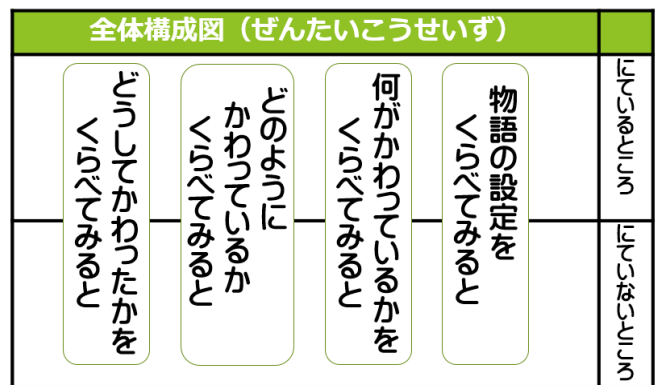 全体構成図（ぜんたいこうせいず）
にているところ
にていないところ
物語の設定を
くらべてみると
何がかわっているかを
くらべてみると
どのように
かわっているか
くらべてみると
どうしてかわったかを
くらべてみると